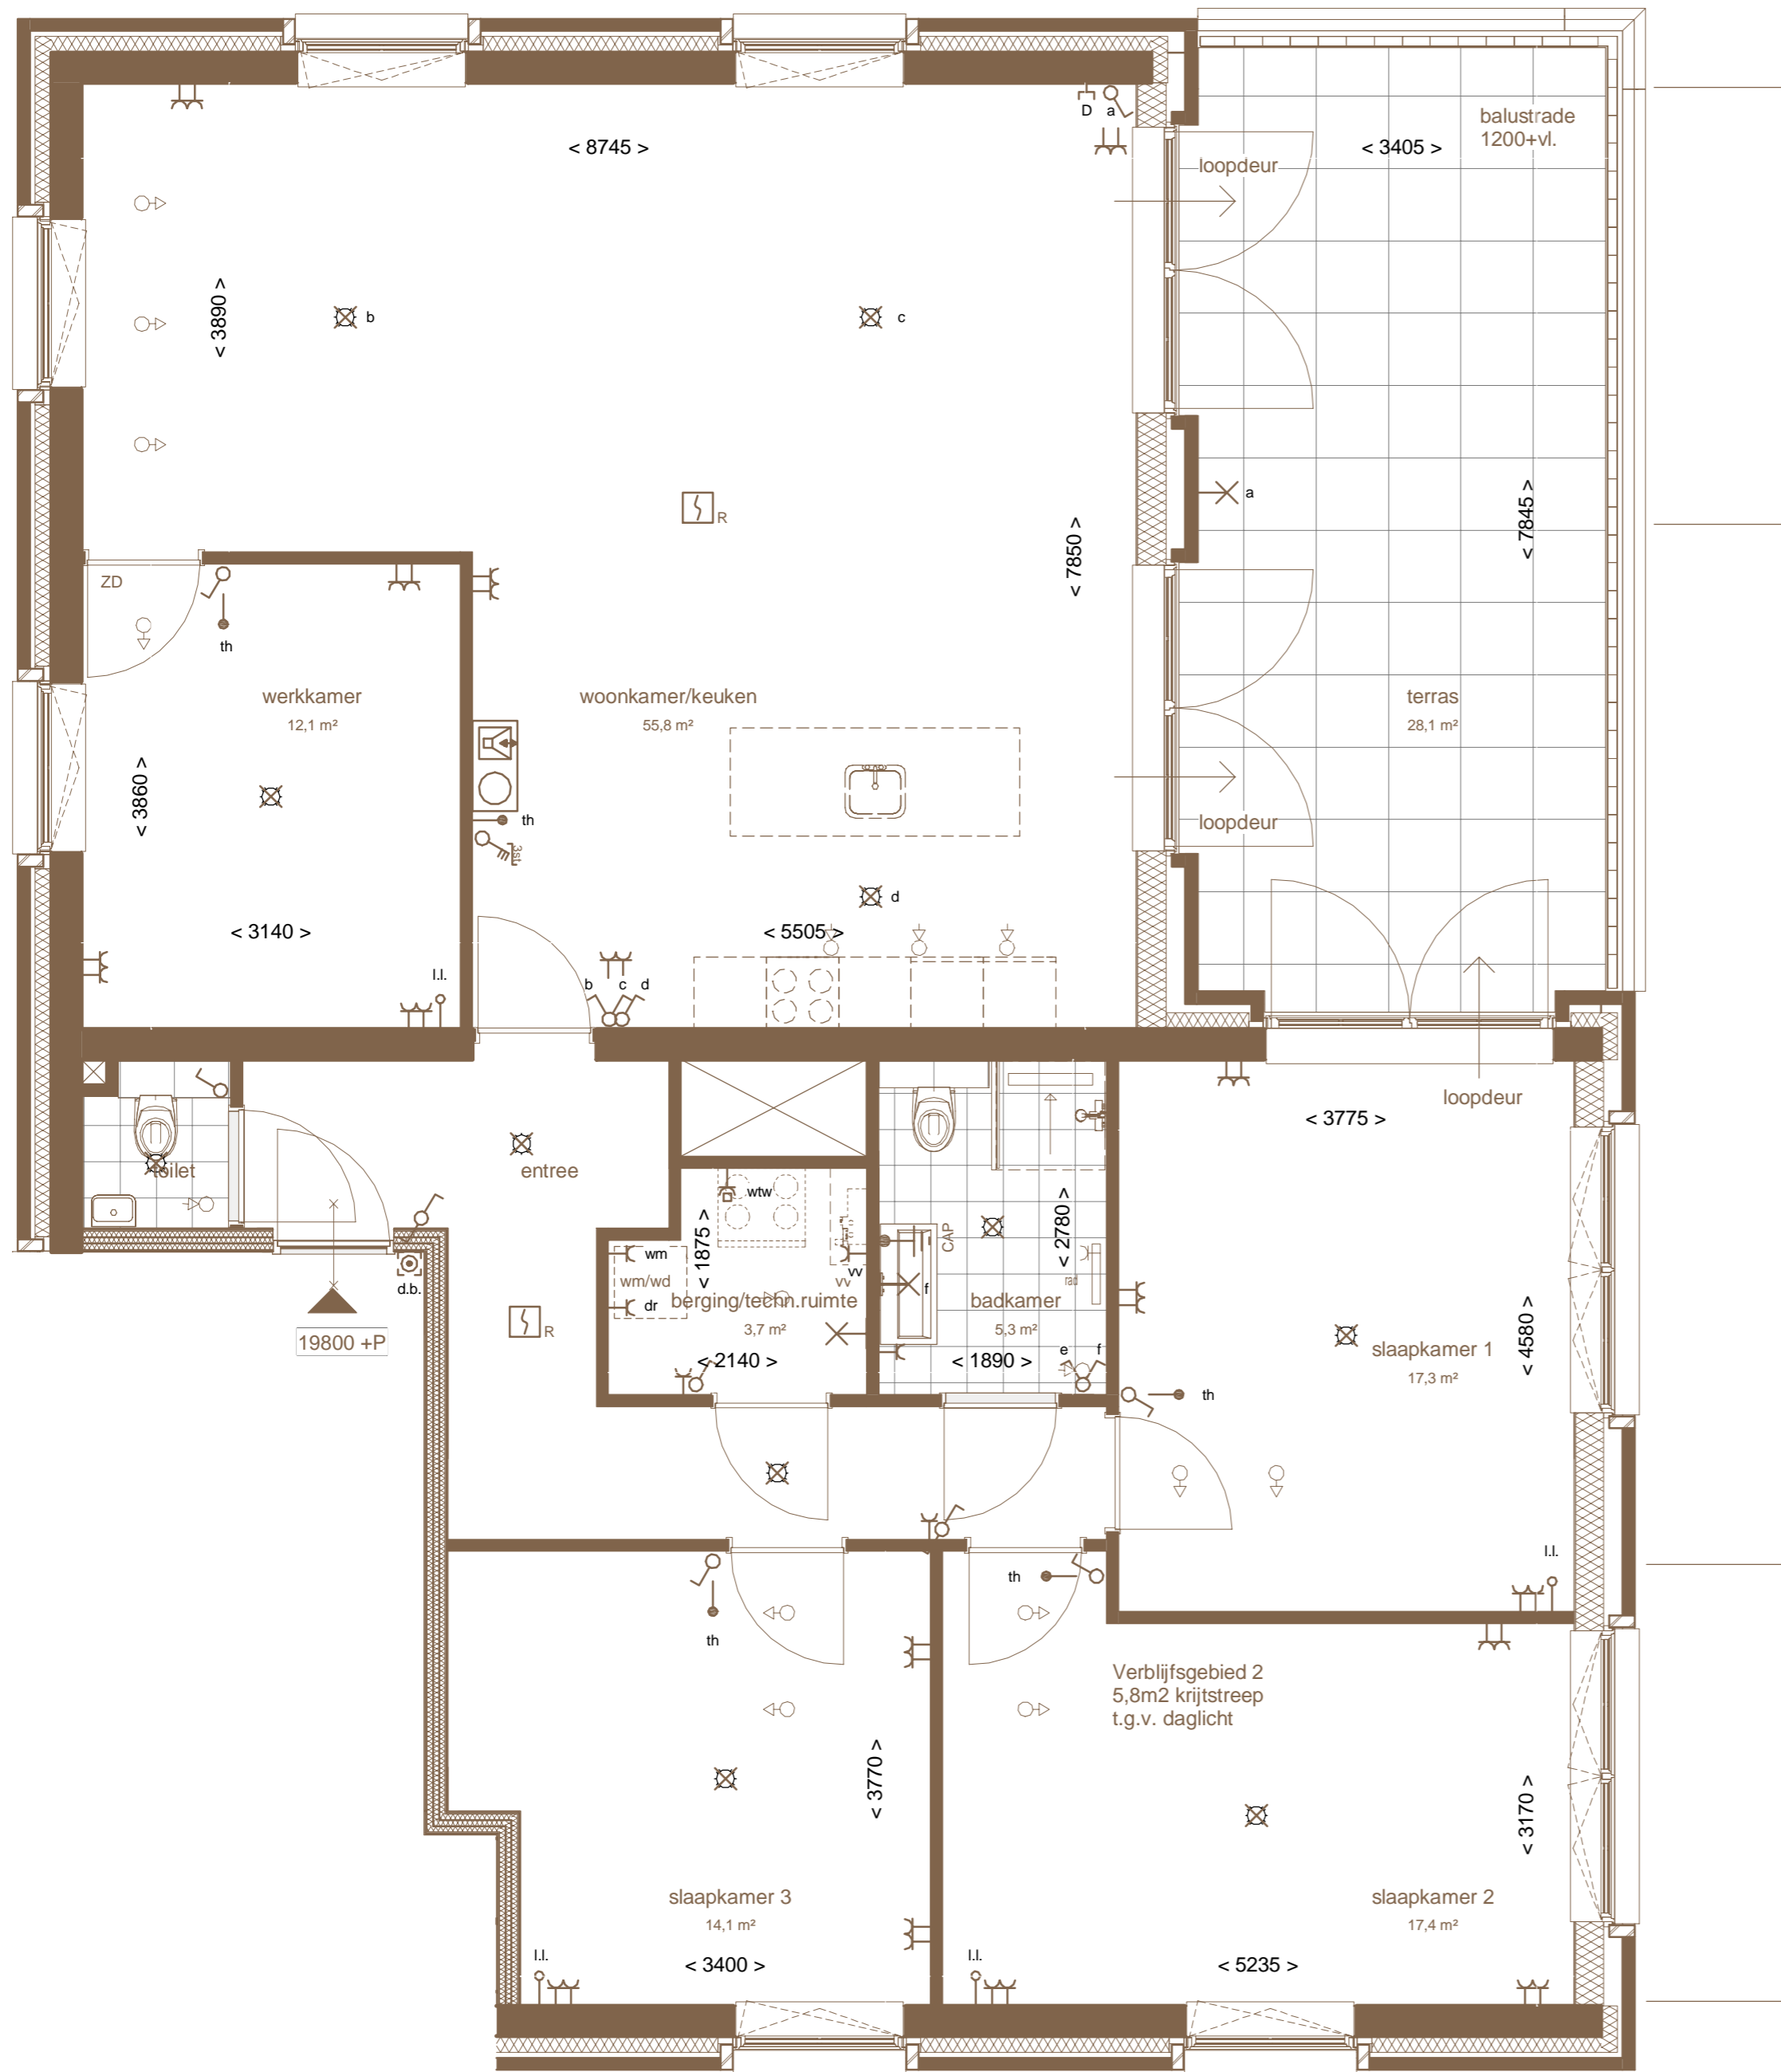 D a
balustrade
1200+vl.
< 8745 >
< 3405 >
loopdeur
< 3890 >
b
c
a
R
< 7845 >
< 7850 >
ZD
th
werkkamer
12,1 m²
woonkamer/keuken
55,8 m²
terras
28,1 m²
< 3860 >
th
3st
loopdeur
d
< 3140 >
< 5505 >
l.l.
b c d
loopdeur
< 3775 >
toilet
entree
wtw
CAP
< 1875 >
< 2780 >
wm
wm/wd
vv
vv
rad
d.b.
dr
f
berging/techn.ruimte
3,7 m²
badkamer
5,3 m²
19800 +P
R
< 2140 >
< 1890 >
e f
slaapkamer 1
17,3 m²
< 4580 >
th
l.l.
th
th
Verblijfsgebied 2
5,8m2 krijtstreep
t.g.v. daglicht
< 3770 >
< 3170 >
slaapkamer 3
14,1 m²
slaapkamer 2
17,4 m²
l.l.
< 3400 >
l.l.
< 5235 >